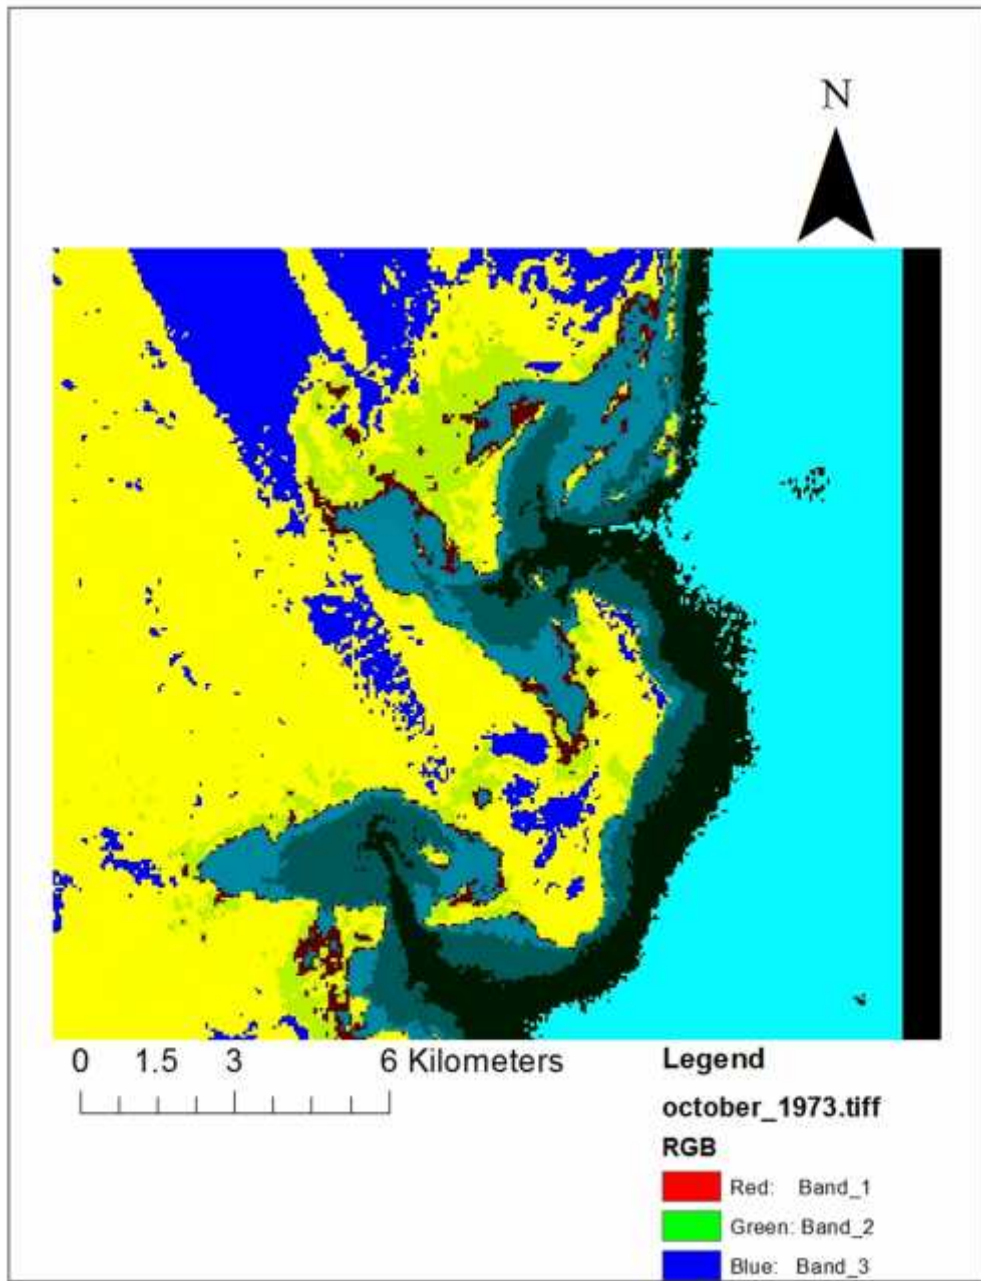 N
0 1.5 3 6 Kilometers
Legend
october_1973.tiff
RGB
Red: Band_1
Green: Band_2
Blue: Band_3